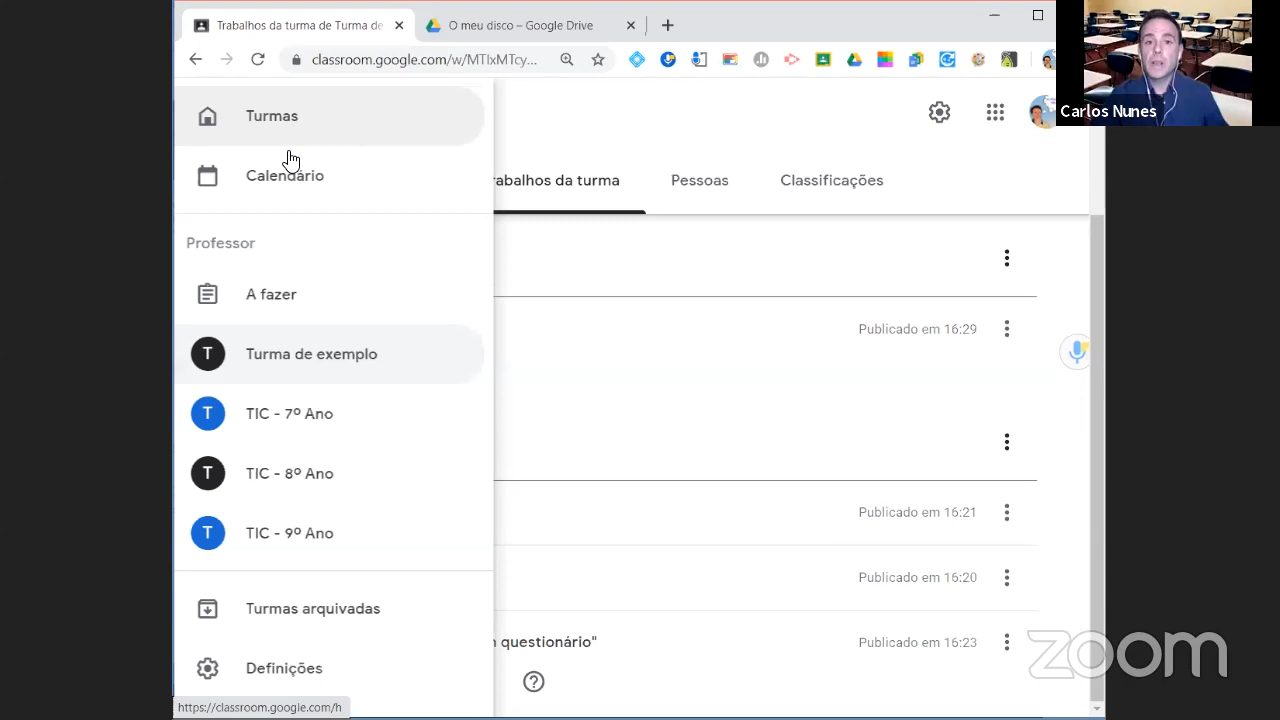 Trabalhos da turma de Turma de
O meu disco – Google Drive
classroom.google.com/w/MTIxMTcy...
Carlos Nunes
Turmas
Calendário
Professor
A fazer
T Turma de exemplo
T TIC - 7º Ano
T TIC - 8º Ano
T TIC - 9º Ano
Turmas arquivadas
Definições
https://classroom.google.com/h
rabalhos da turma
Pessoas
Classificações
Publicado em 16:29
Publicado em 16:21
Publicado em 16:20
questionário"
Publicado em 16:23
zoom